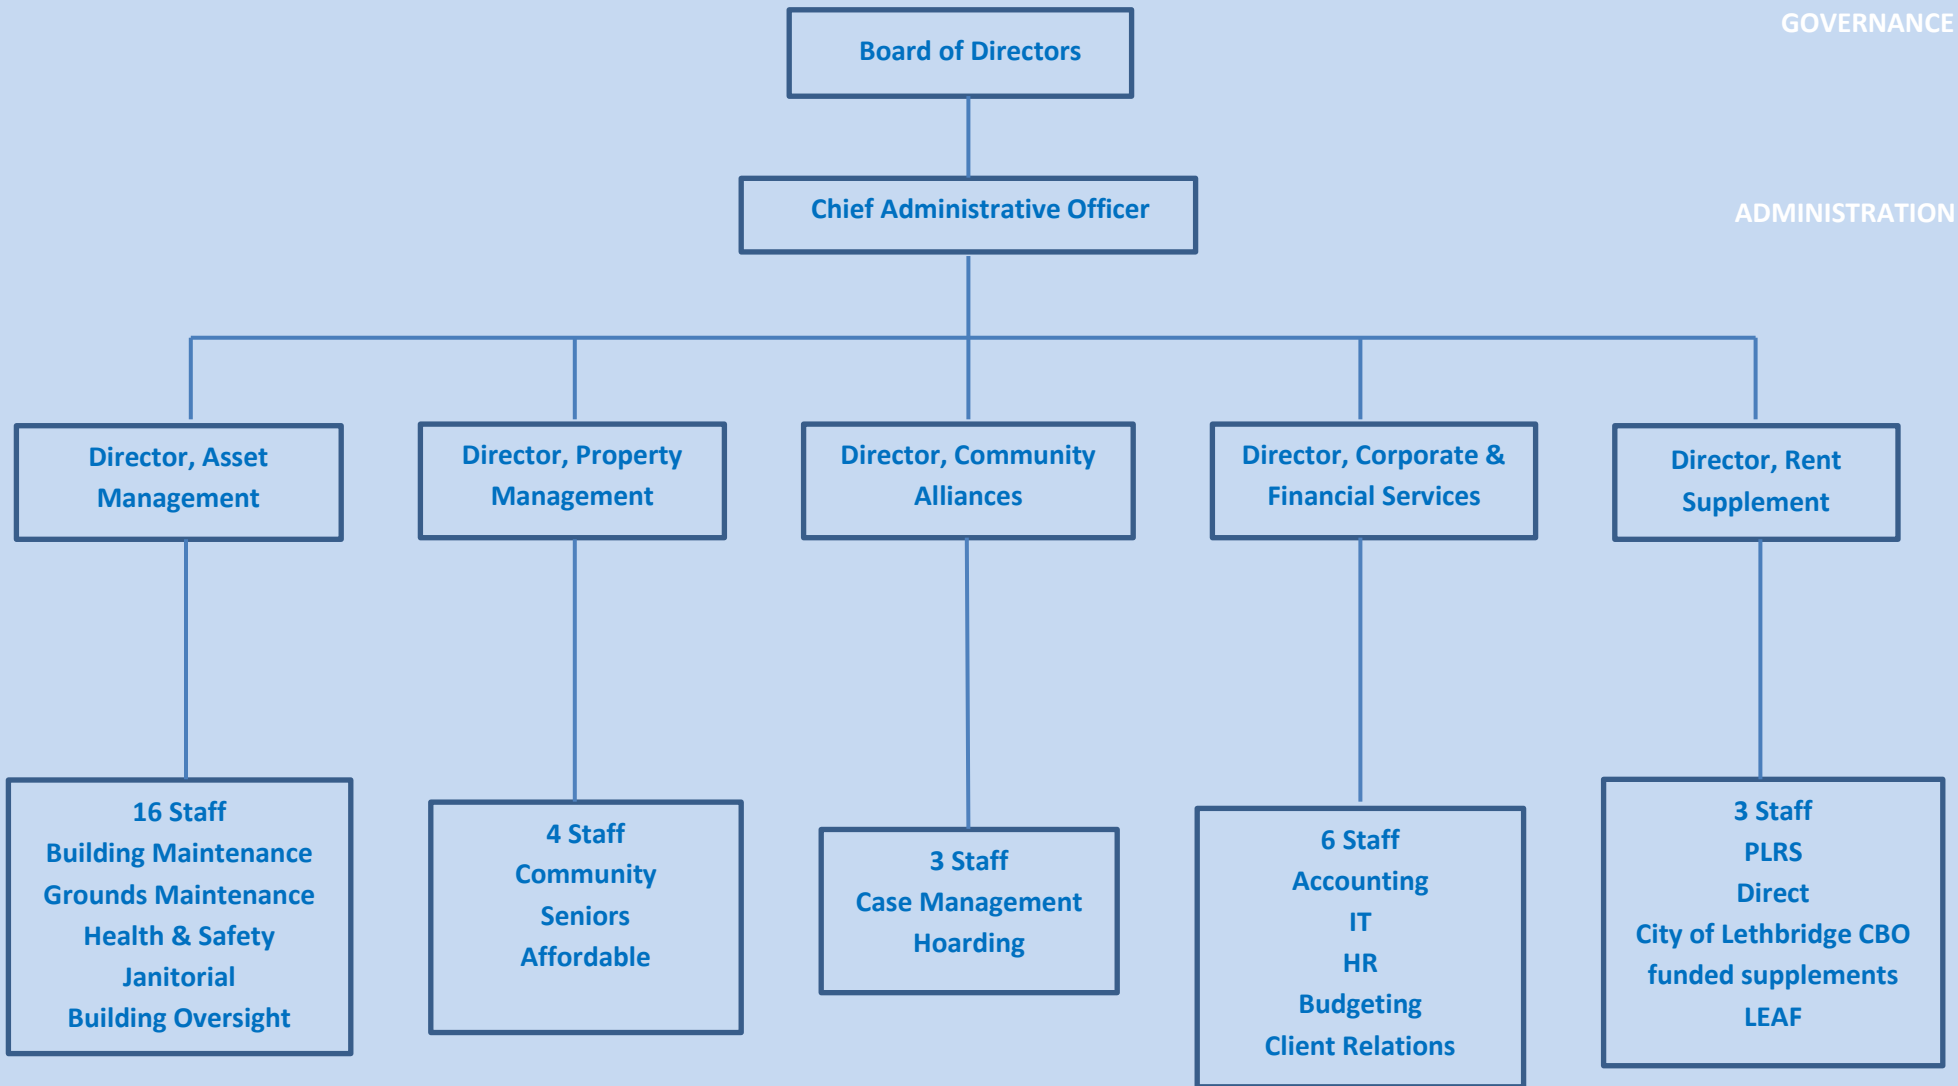 GOVERNANCE
Board of Directors
Chief Administrative Officer
ADMINISTRATION
Director, Asset
Management
Director, Property
Management
Director, Community
Alliances
Director, Corporate &
Financial Services
Director, Rent
Supplement
16 Staff
Building Maintenance
Grounds Maintenance
Health & Safety
Janitorial
Building Oversight
4 Staff
Community
Seniors
Affordable
3 Staff
Case Management
Hoarding
6 Staff
Accounting
IT
HR
Budgeting
Client Relations
3 Staff
PLRS
Direct
City of Lethbridge CBO
funded supplements
LEAF